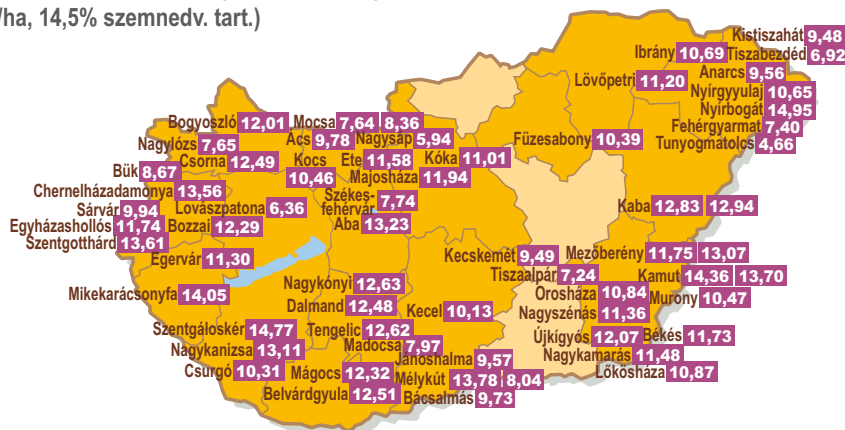 /ha, 14,5% szemnedv. tart.)
Kistiszahát 9,48
Ibrány 10,69 Tiszabezdéd 6,92
Lövőpetri 11,20 Anarcs 9,56
Nyírgyulaj 10,65
Nyírbogát 14,95
Bogyoszló 12,01 Mocsa 7,64 8,36
Fehérgyarmat 7,40
Nagylózs 7,65 Ács 9,78 Nagysáp 5,94 Füzesabony 10,39 Tunyogmatolcs 4,66
Csorna 12,49 Kocs 10,46 Ete 11,58 Kóka 11,01
Bük 8,67
Majosháza 11,94
Chernelházadamonya 13,56
Székes-
fehérvár 7,74
Sárvár 9,94 Lovászpatona 6,36 Kaba 12,83 12,94
Egyházashollós 11,74 Bozzai 12,29 Aba 13,23
Szentgotthárd 13,61
Egervár 11,30 Kecskemét 9,49 Mezőberény 11,75 13,07
Tiszaalpár 7,24 Kamut 14,36 13,70
Mikekarácsonyfa 14,05 Nagykónyi 12,63 Orosháza 10,84 Murony 10,47
Dalmand 12,48 Kecel 10,13 Nagyszénás 11,36
Szentgáloskér 14,77 Tengelic 12,62 Újkígyós 12,07 Békés 11,73
Nagykanizsa 13,11 Madocsa 7,97 Jánoshalma 9,57 Nagykamarás 11,48
Csurgó 10,31 Mágocs 12,32 Mélykút 13,78 8,04 Lőkösháza 10,87
Belvárdgyula 12,51 Bácsalmás 9,73